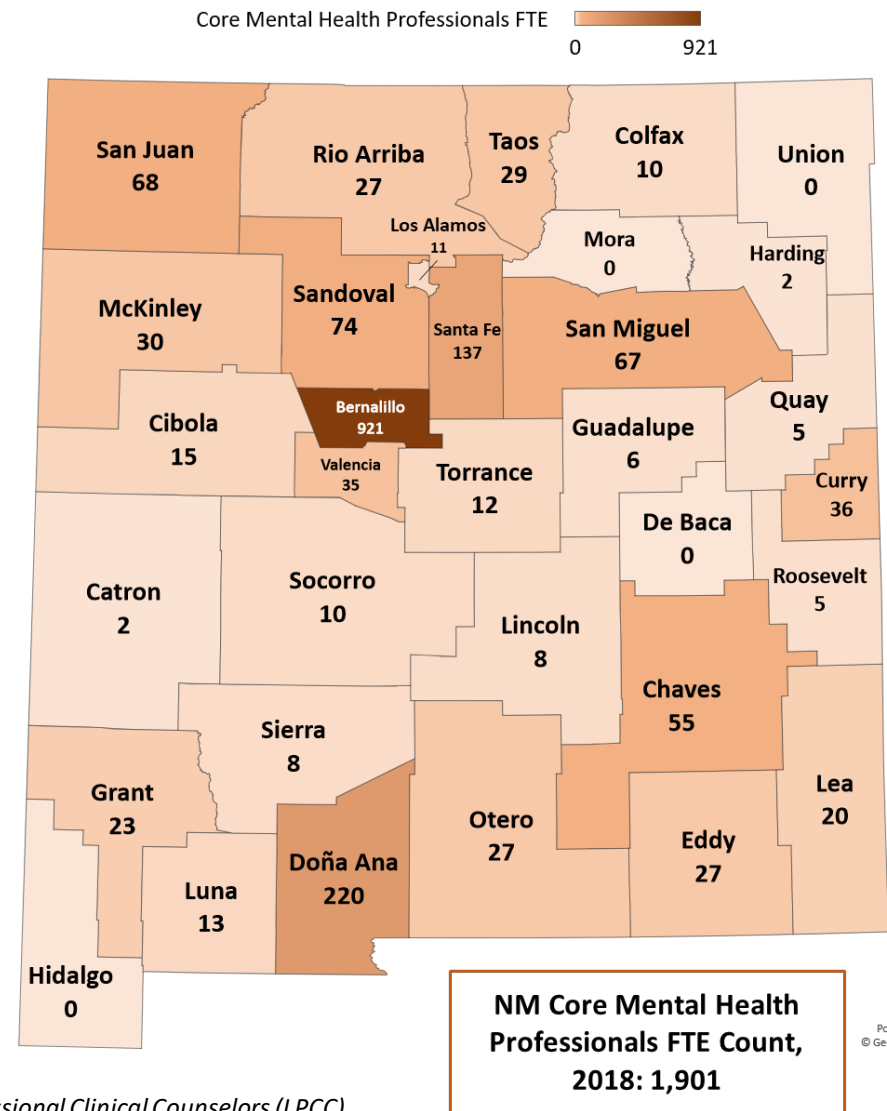 Core Mental Health Professionals FTE
0 921
San Juan
68
Rio Arriba
27
Taos
29
Colfax
10
Union
0
Los Alamos
11
Mora
0
Harding
2
McKinley
30
Sandoval
74
Santa Fe
137
San Miguel
67
Bernalillo
921
Cibola
15
Valencia
35
Torrance
12
Guadalupe
6
Quay
5
Curry
36
De Baca
0
Roosevelt
5
Catron
2
Socorro
10
Lincoln
8
Chaves
55
Sierra
8
Grant
23
Doña Ana
220
Otero
27
Eddy
27
Lea
20
Luna
13
Hidalgo
0
NM Core Mental Health
Professionals FTE Count,
2018: 1,901
©
Clinical Counselors (LPCC)